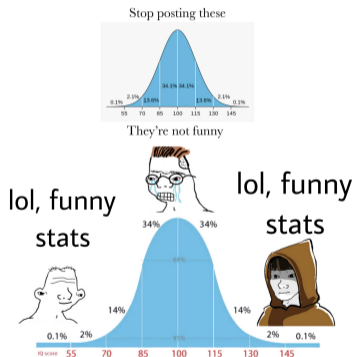 Stop posting these
34.1% 34.1%
2.1% 13.6% 13.6% 2.1%
0.1% 0.1%
55 70 85 100 115 130 145
They're not funny
lol, funny
stats
lol, funny
stats
34% 34%
14% 14%
0.1% 2% 2% 0.1%
IQ score 55 70 85 100 115 130 145